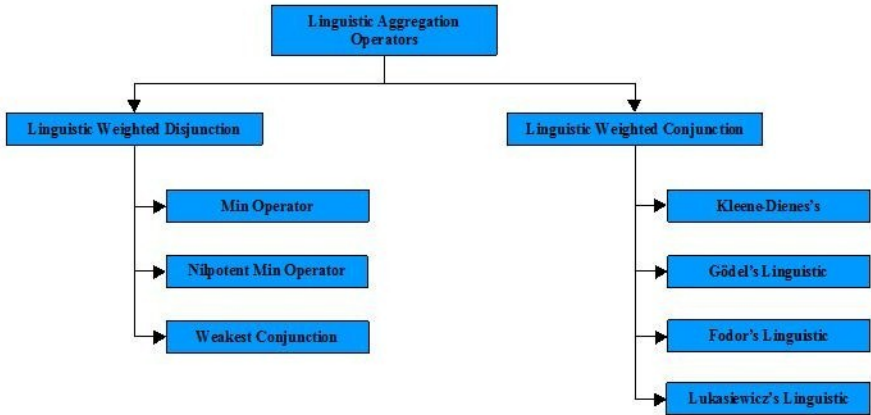 Linguistic Aggregation
Operators
Linguistic Weighted Disjunction
Linguistic Weighted Conjunction
Min Operator
Nilpotent Min Operator
Weakest Conjunction
Kleene-Dienes's
Gödel's Linguistic
Fodor's Linguistic
Lukasiewicz's Linguistic